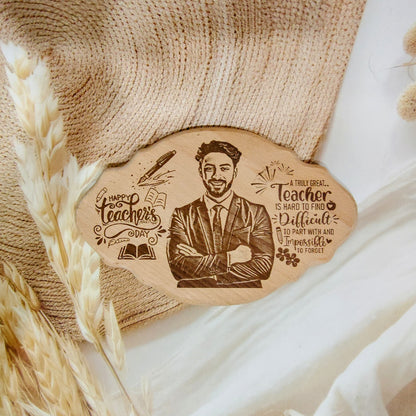 HAPPY
Teacher's
DAY
A TRULY GREAT
Teacher
IS HARD TO FIND
Difficult
TO PART WITH AND
Impossible
TO FORGET